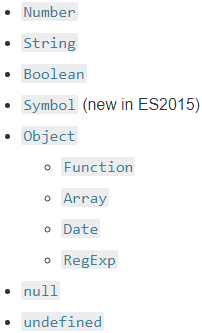 Number
String
Boolean
Symbol (new in ES2015)
Object
Function
Array
Date
RegExp
null
undefined